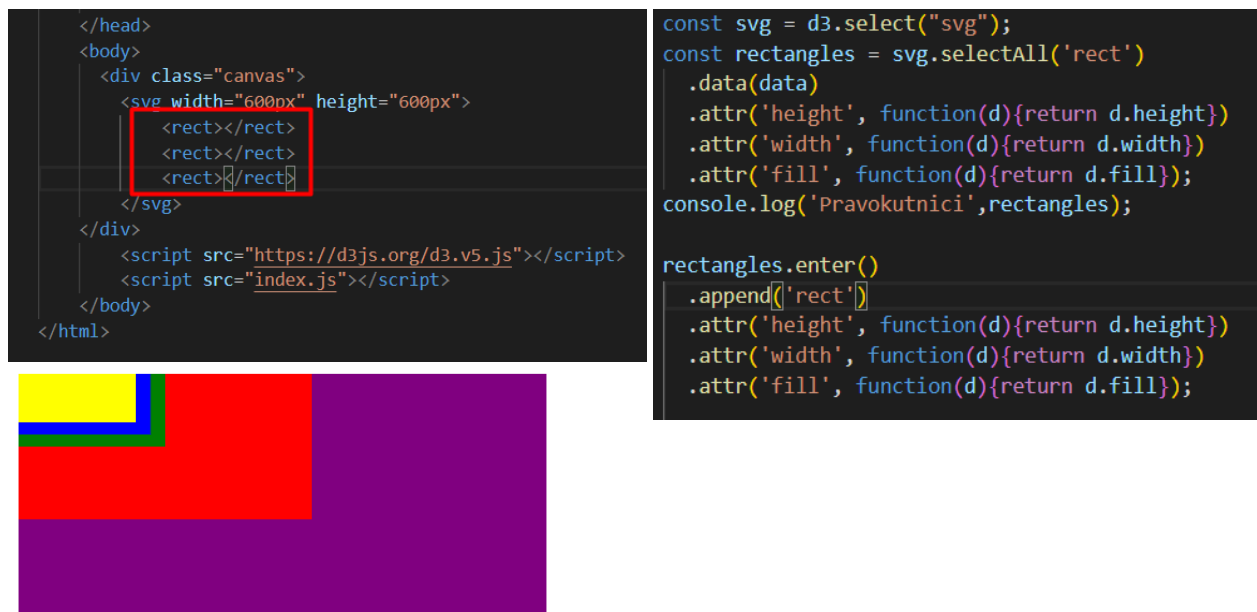 </head>
<body>
<div class="canvas">
<svg width="600px" height="600px">
<rect></rect>
<rect></rect>
<rect></rect>
</svg>
</div>
<script src="https://d3js.org/d3.v5.js"></script>
<script src="index.js"></script>
</body>
</html>
const svg = d3.select("svg");
const rectangles = svg.selectAll('rect')
.data(data)
.attr('height', function(d){return d.height})
.attr('width', function(d){return d.width})
.attr('fill', function(d){return d.fill});
console.log('Pravokutnici',rectangles);
rectangles.enter()
.append('rect')
.attr('height', function(d){return d.height})
.attr('width', function(d){return d.width})
.attr('fill', function(d){return d.fill});